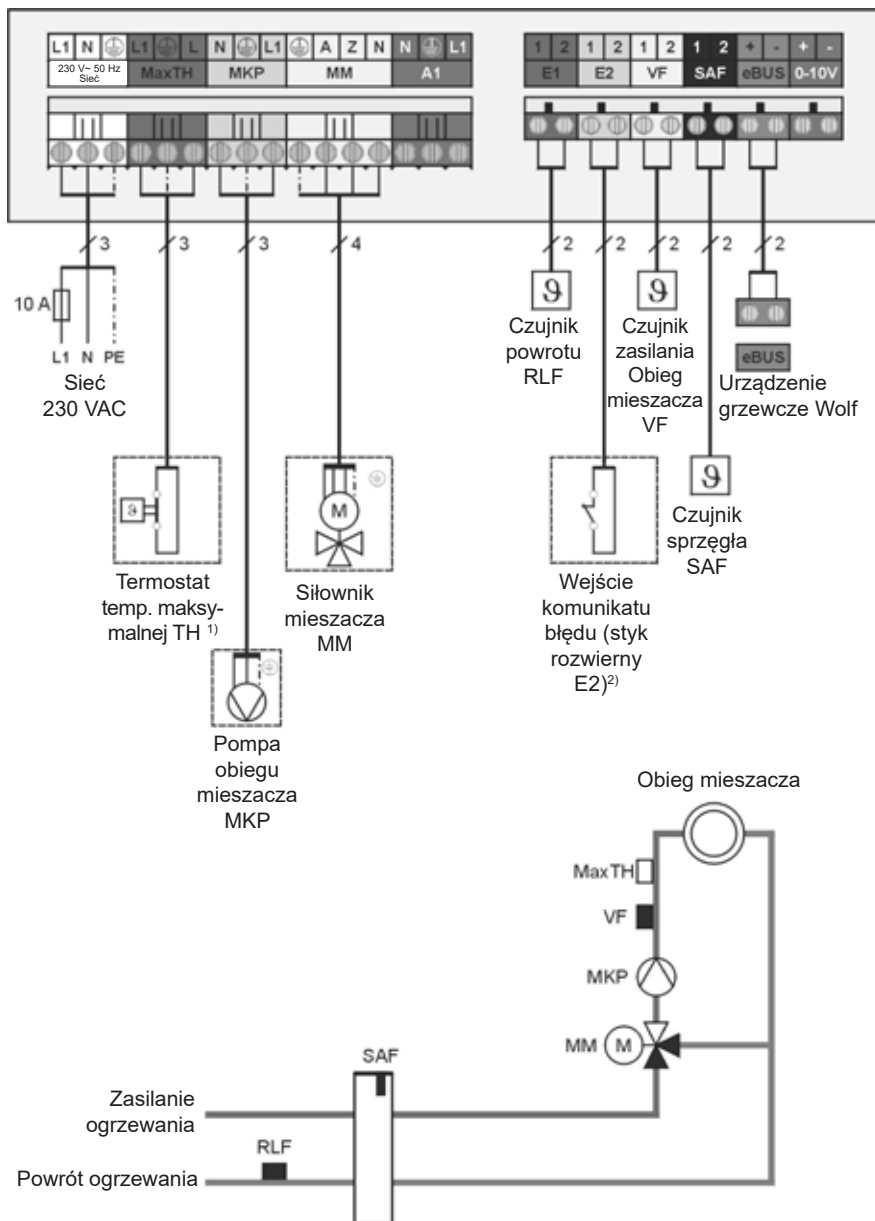 L1 N L1 L N L1 A Z N N L1
230 V~ 50 Hz
Sieć
MaxTH MKP MM A1
1 2 1 2 1 2 1 2 + - + -
E1 E2 VF SAF eBUS 0-10V
3 3 3 4 2 2 2 2 2
10 A
L1 N PE
Sieć
230 VAC
Czujnik
powrotu
RLF
Czujnik
zasilania
Obieg
mieszacza
VF
eBUS
Urządzenie
grzewcze Wolf
ϑ
ϑ
ϑ
ϑ
M
Termostat
temp. maksy-
malnej TH 1)
Siłownik
mieszacza
MM
Wejście
komunikatu
błędu (styk
rozwierny
E2)2)
Czujnik
sprzęgła
SAF
Pompa
obiegu
mieszacza
MKP
Obieg mieszacza
MaxTH
VF
MKP
MM M
SAF
Zasilanie
ogrzewania
RLF
Powrót ogrzewania